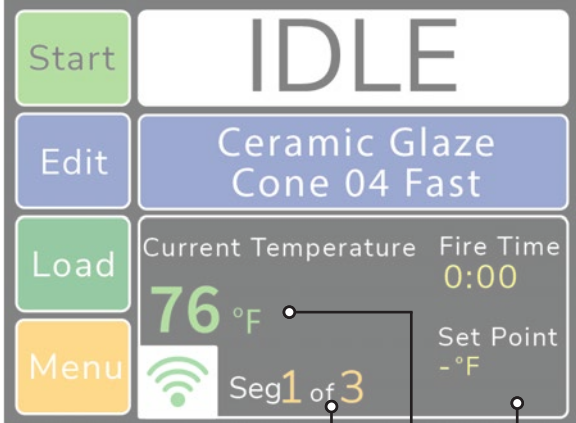 Start
IDLE
Edit
Ceramic Glaze
Cone 04 Fast
Load
Current Temperature
76 °F
Fire Time
0:00
Set Point
-°F
Menu
Seg1 of 3